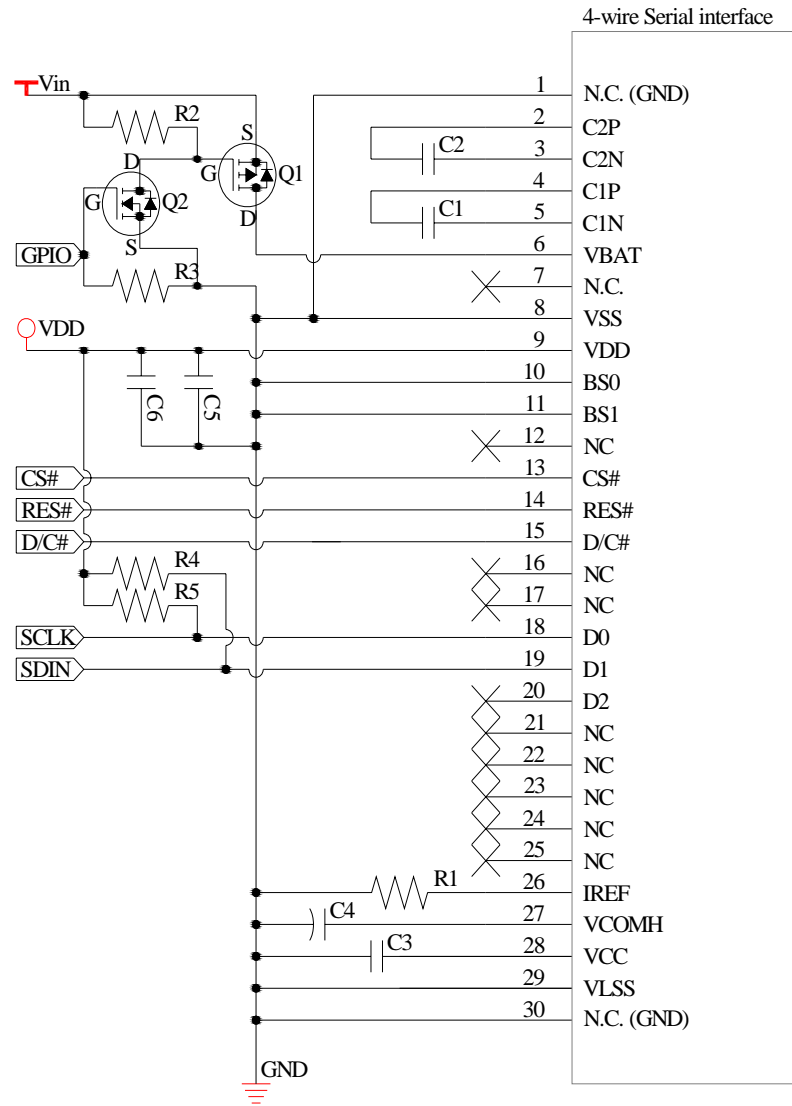 4-wire Serial interface
Vin
R2
S
D
G
Q1
G
Q2
D
S
GPIO
R3
VDD
C6
C5
C2
C1
1 N.C. (GND)
2 C2P
3 C2N
4 C1P
5 C1N
6 VBAT
7 N.C.
8 VSS
9 VDD
10 BS0
11 BS1
12 NC
CS# 13 CS#
RES# 14 RES#
D/C# 15 D/C#
R4 16 NC
R5 17 NC
SCLK 18 D0
SDIN 19 D1
20 D2
21 NC
22 NC
23 NC
24 NC
25 NC
R1 26 IREF
C4 27 VCOMH
C3 28 VCC
29 VLSS
30 N.C. (GND)
GND